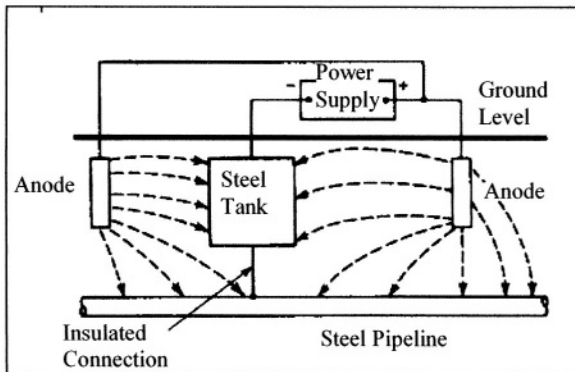 Power
- Supply +
Ground
Level
Anode
Steel
Tank
Anode
Insulated
Connection
Steel Pipeline